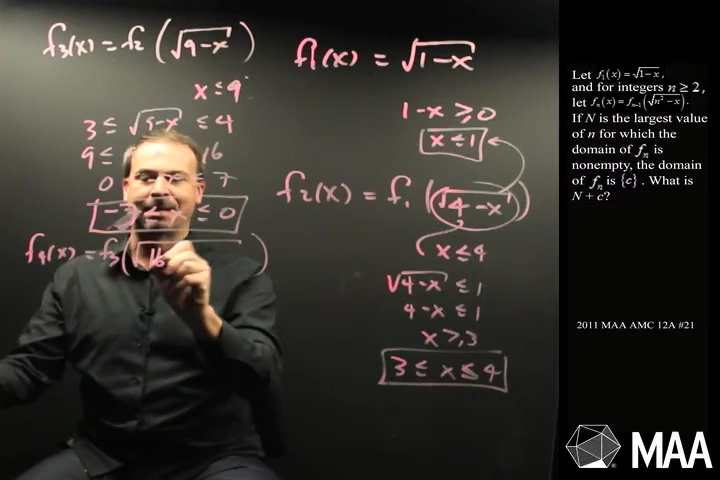 f₃(x) = f₂(√(9-x))
x ≤ 9
3 ≤ √(9-x) ≤ 4
9 ≤ 16
0 7
≤ 0
f₄(x) = f₃(√16 )
f₁(x) = √(1-x)
1-x ≥ 0
x ≤ 1
f₂(x) = f₁(√(4-x))
x ≤ 4
√(4-x) ≤ 1
4-x ≤ 1
x ≥ 3
3 ≤ x ≤ 4
Let f₁(x) = √(1-x),
and for integers n ≥ 2,
let fₙ(x) = fₙ₋₁(√(n²-x)).
If N is the largest value
of n for which the
domain of fₙ is
nonempty, the domain
of fₙ is {c}. What is
N + c?
2011 MAA AMC 12A #21
MAA